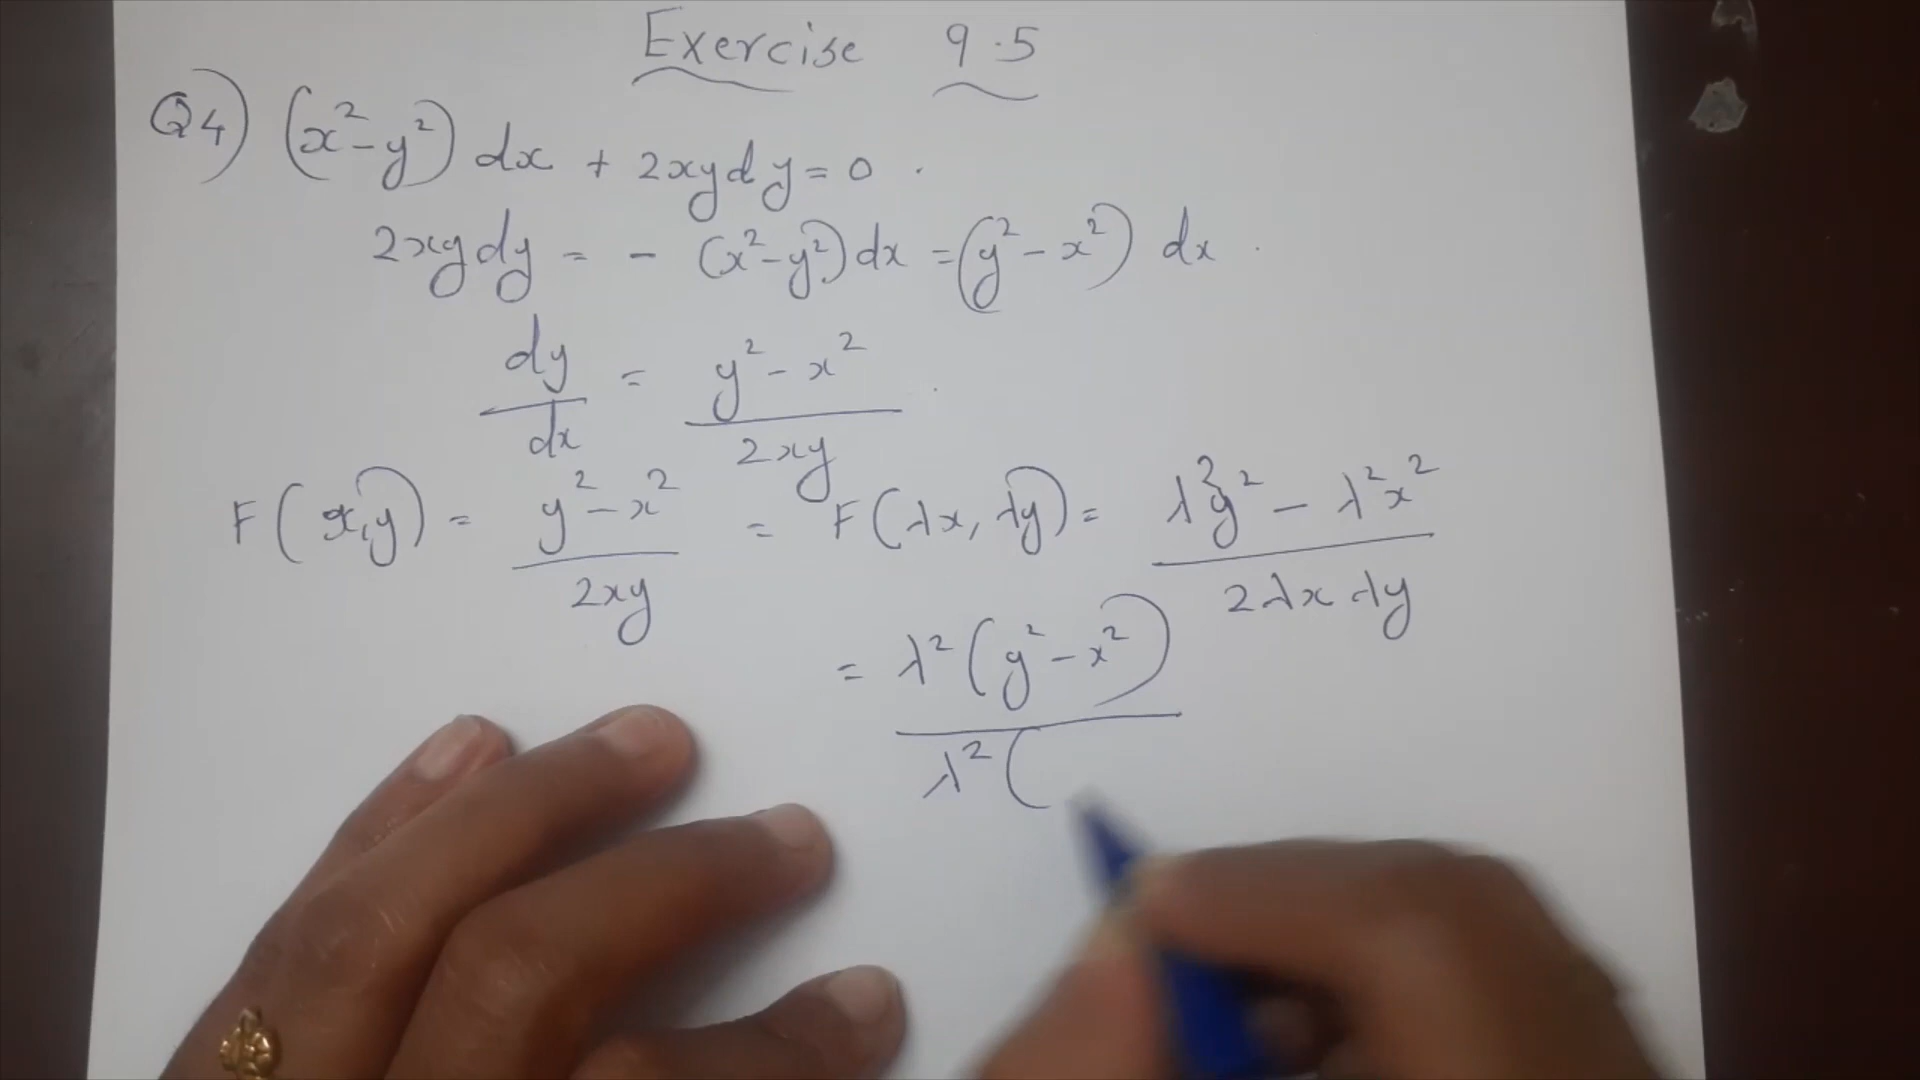 Exercise 9.5
Q4) (x²-y²) dx + 2xydy = 0 .
2xydy = - (x²-y²) dx = (y²-x²) dx .
dy/dx = y²-x²/2xy .
F(x,y) = y²-x²/2xy = F(λx, λy) = λ²y² - λ²x²/2λx λy
= λ²(y²-x²)/λ²(